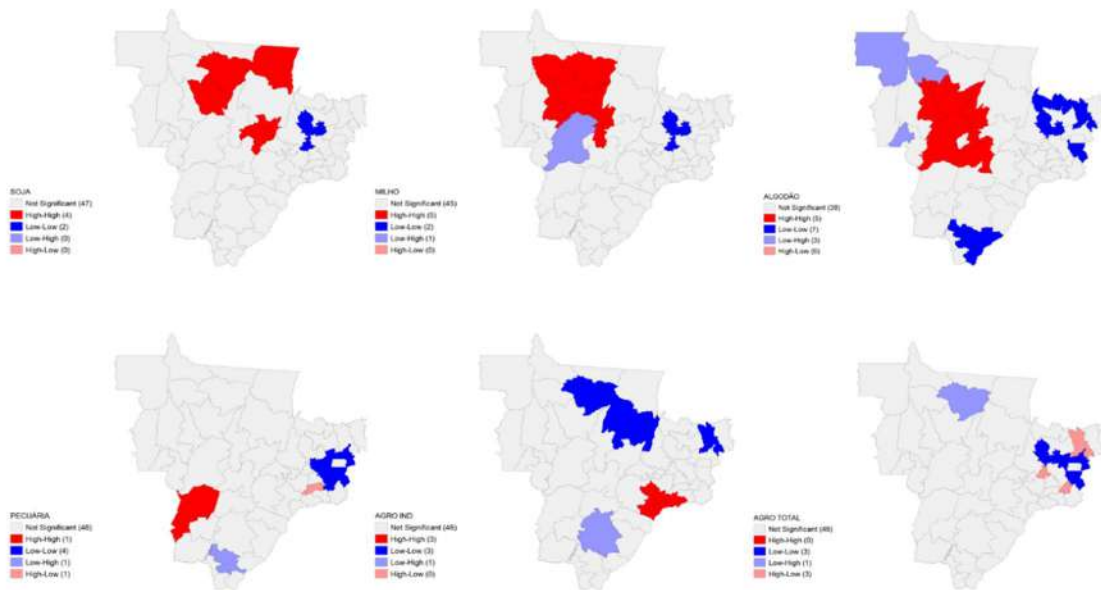 SOJA
Not Significant (47)
High-High (4)
Low-Low (2)
Low-High (0)
High-Low (0)
MILHO
Not Significant (45)
High-High (5)
Low-Low (2)
Low-High (1)
High-Low (0)
ALGODÃO
Not Significant (38)
High-High (5)
Low-Low (7)
Low-High (3)
High-Low (0)
PECUÁRIA
Not Significant (46)
High-High (1)
Low-Low (4)
Low-High (1)
High-Low (1)
AGRO IND
Not Significant (46)
High-High (3)
Low-Low (3)
Low-High (1)
High-Low (0)
AGRO TOTAL
Not Significant (46)
High-High (0)
Low-Low (3)
Low-High (1)
High-Low (3)